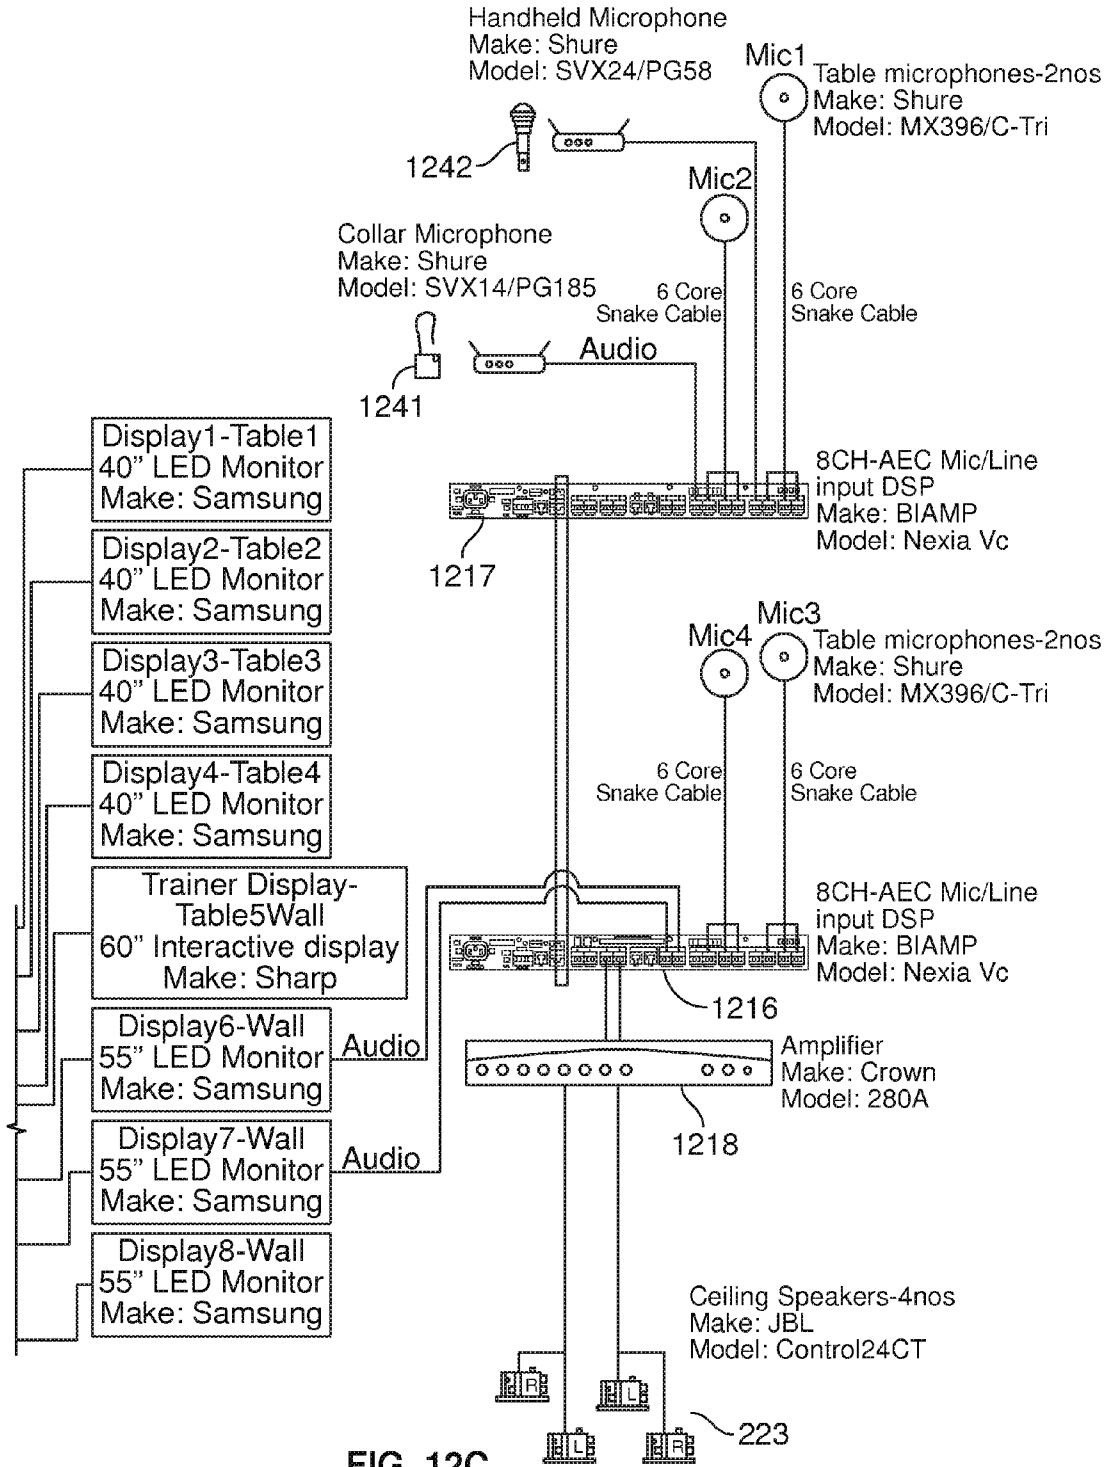 Handheld Microphone
Make: Shure
Model: SVX24/PG58
1242
Mic1
Table microphones-2nos
Make: Shure
Model: MX396/C-Tri
Mic2
Collar Microphone
Make: Shure
Model: SVX14/PG185
1241
Audio
6 Core
Snake Cable
6 Core
Snake Cable
8CH-AEC Mic/Line
input DSP
Make: BIAMP
Model: Nexia Vc
1217
Display1-Table1
40” LED Monitor
Make: Samsung
Display2-Table2
40” LED Monitor
Make: Samsung
Display3-Table3
40” LED Monitor
Make: Samsung
Display4-Table4
40” LED Monitor
Make: Samsung
Trainer Display-
Table5Wall
60” Interactive display
Make: Sharp
Display6-Wall
55” LED Monitor
Make: Samsung
Audio
Display7-Wall
55” LED Monitor
Make: Samsung
Audio
Display8-Wall
55” LED Monitor
Make: Samsung
Mic4
Mic3
Table microphones-2nos
Make: Shure
Model: MX396/C-Tri
6 Core
Snake Cable
6 Core
Snake Cable
8CH-AEC Mic/Line
input DSP
Make: BIAMP
Model: Nexia Vc
1216
Amplifier
Make: Crown
Model: 280A
1218
Ceiling Speakers-4nos
Make: JBL
Model: Control24CT
R
L
L
R
223
FIG. 12C